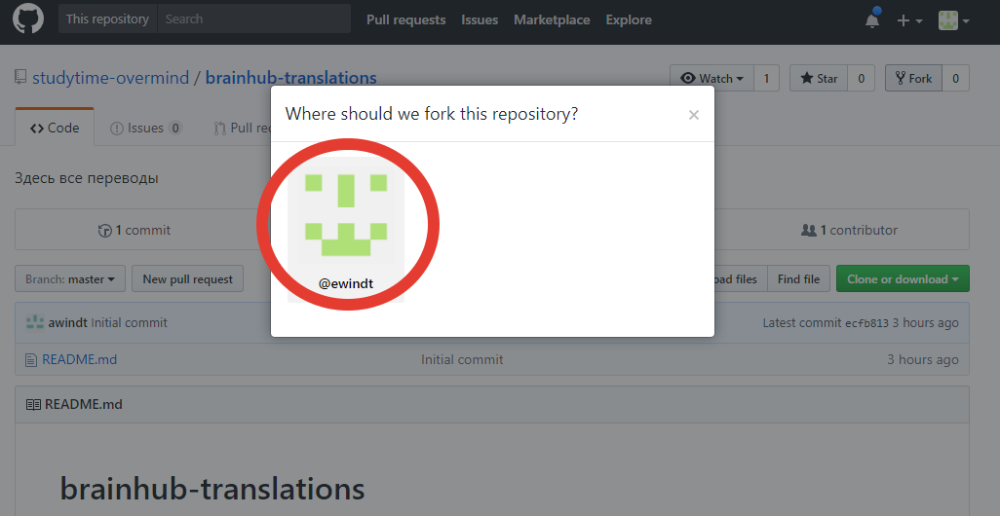 This repository Search Pull requests Issues Marketplace Explore
studytime-overmind / brainhub-translations
Watch 1 Star 0 Fork 0
Code Issues 0 Pull rec
Where should we fork this repository? ×
@ewindt
Здесь все переводы
1 commit 1 contributor
Branch: master New pull request oad files Find file Clone or download
awindt Initial commit Latest commit ecfb813 3 hours ago
README.md Initial commit 3 hours ago
README.md
brainhub-translations